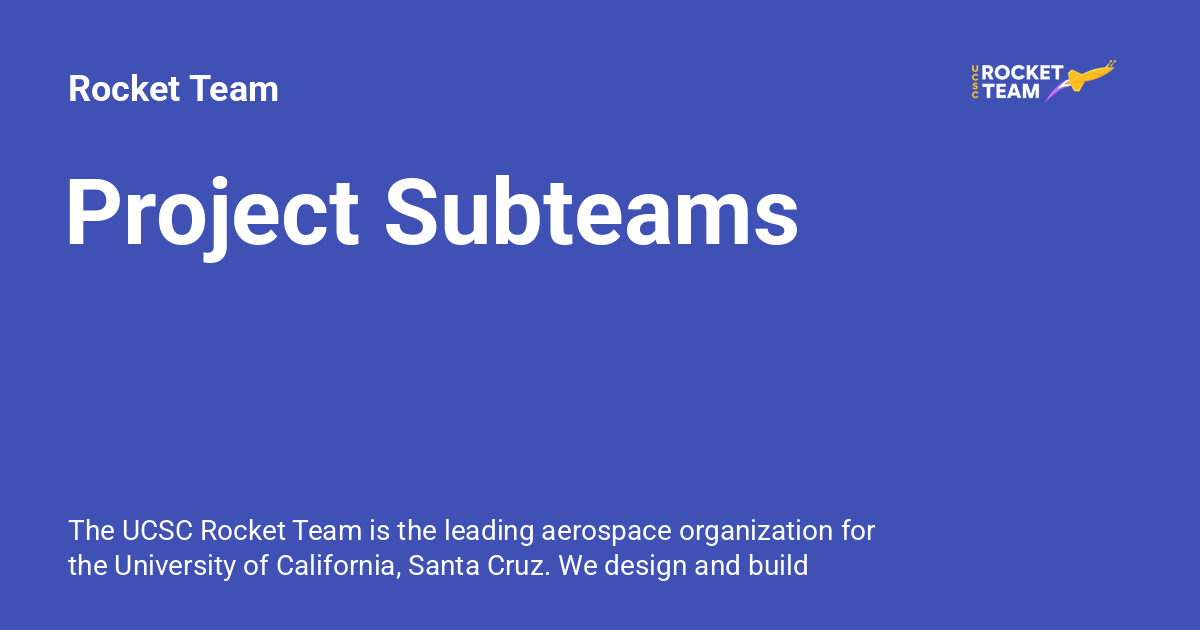 Rocket Team
UCSC
ROCKET
TEAM
Project Subteams
The UCSC Rocket Team is the leading aerospace organization for
the University of California, Santa Cruz. We design and build